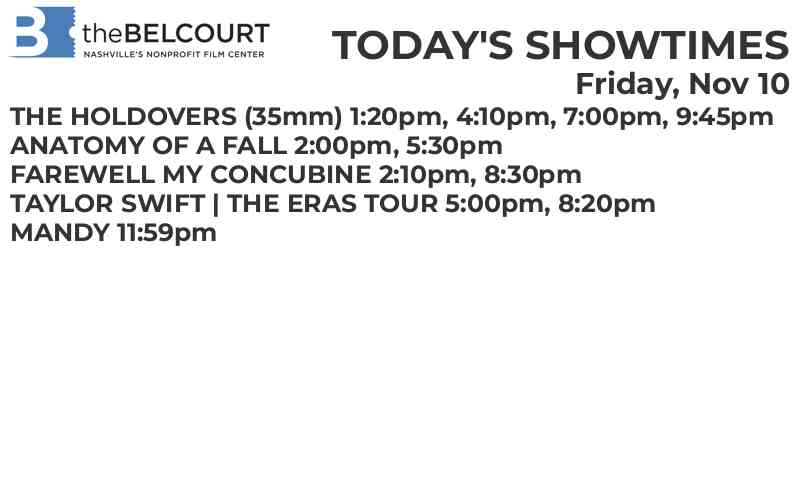 B theBELCOURT
NASHVILLE'S NONPROFIT FILM CENTER
TODAY'S SHOWTIMES
Friday, Nov 10
THE HOLDOVERS (35mm) 1:20pm, 4:10pm, 7:00pm, 9:45pm
ANATOMY OF A FALL 2:00pm, 5:30pm
FAREWELL MY CONCUBINE 2:10pm, 8:30pm
TAYLOR SWIFT | THE ERAS TOUR 5:00pm, 8:20pm
MANDY 11:59pm